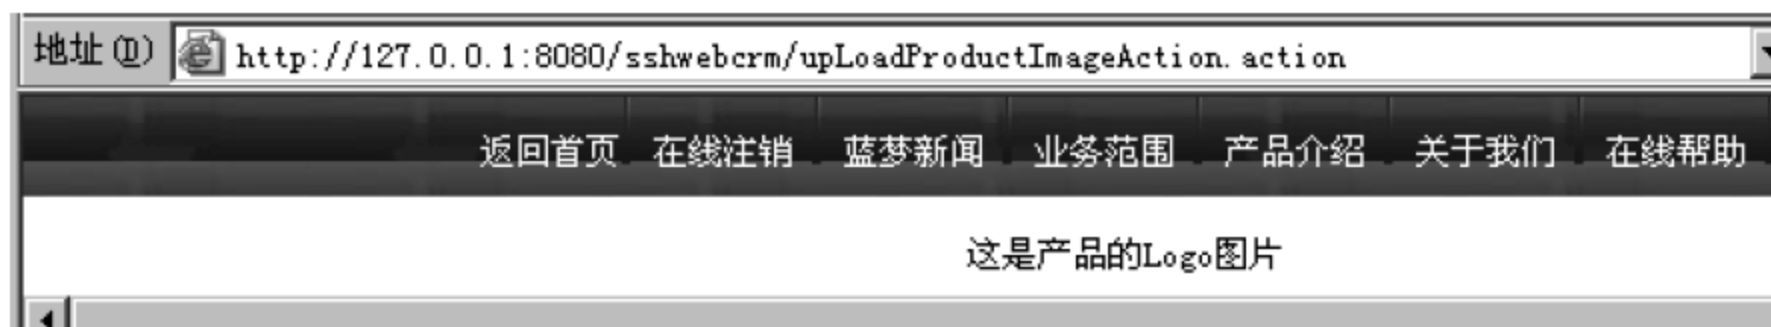 地址(D) http://127.0.0.1:8080/sshwebcrm/upLoadProductImageAction.action
返回首页 在线注销 蓝梦新闻 业务范围 产品介绍 关于我们 在线帮助
这是产品的Logo图片